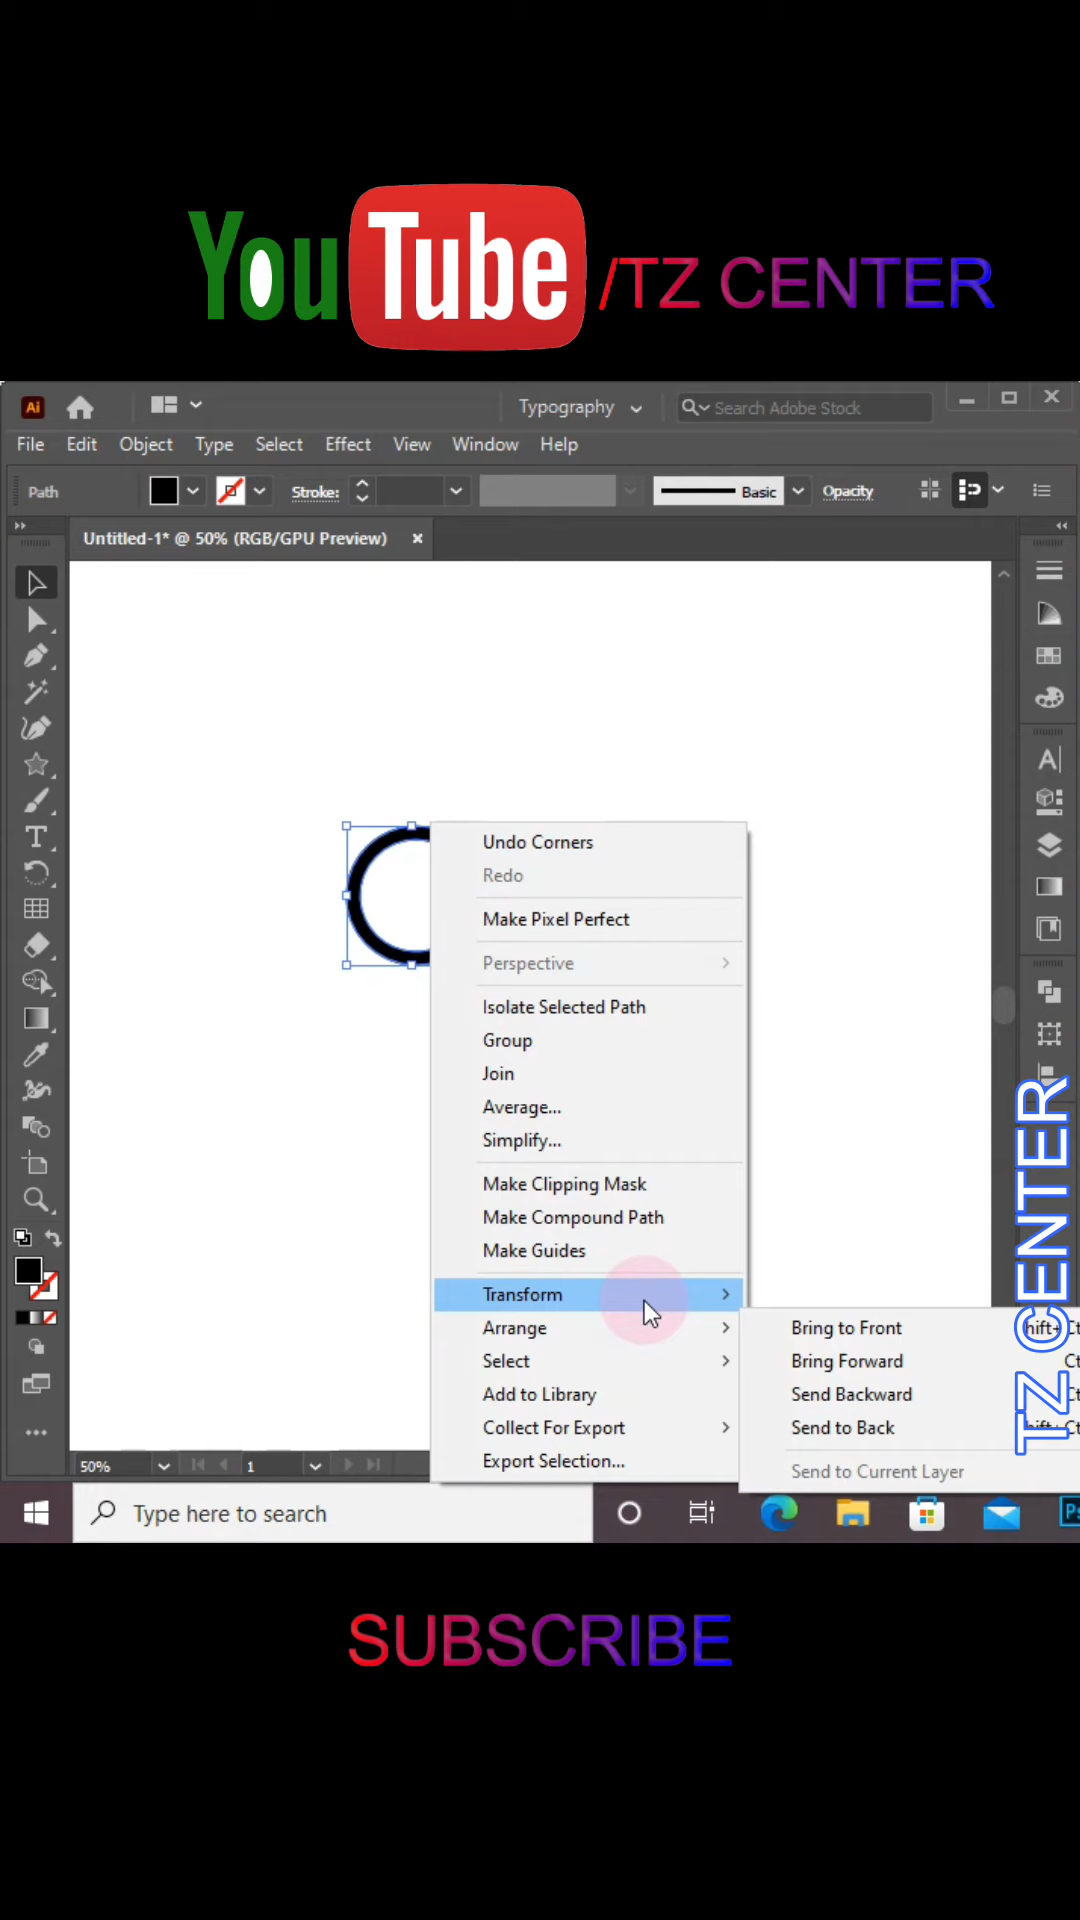 YouTube/TZ CENTER
Ai
Typography
Search Adobe Stock
File Edit Object Type Select Effect View Window Help
Path
Stroke:
Basic
Opacity
Untitled-1* @ 50% (RGB/GPU Preview) ×
Undo Corners
Redo
Make Pixel Perfect
Perspective
Isolate Selected Path
Group
Join
Average...
Simplify...
Make Clipping Mask
Make Compound Path
Make Guides
Transform
Arrange
Select
Add to Library
Collect For Export
Export Selection...
Bring to Front
Bring Forward
Send Backward
Send to Back
Send to Current Layer
TZ CENTER
50%
1
Type here to search
Ps
SUBSCRIBE